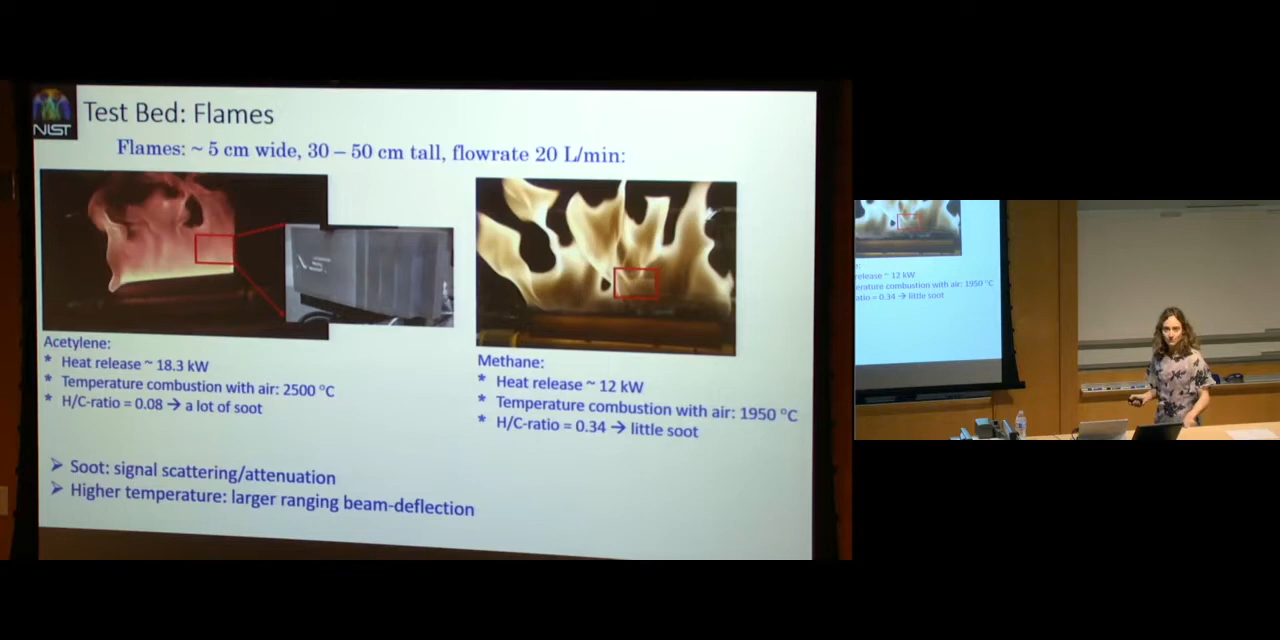 NIST
Test Bed: Flames
Flames: ~ 5 cm wide, 30 – 50 cm tall, flowrate 20 L/min:
Acetylene:
* Heat release ~ 18.3 kW
* Temperature combustion with air: 2500 °C
* H/C-ratio = 0.08 → a lot of soot
Methane:
* Heat release ~ 12 kW
* Temperature combustion with air: 1950 °C
* H/C-ratio = 0.34 → little soot
➢ Soot: signal scattering/attenuation
➢ Higher temperature: larger ranging beam-deflection
elease ~ 12 kW
erature combustion with air: 1950 °C
atio = 0.34 → little soot